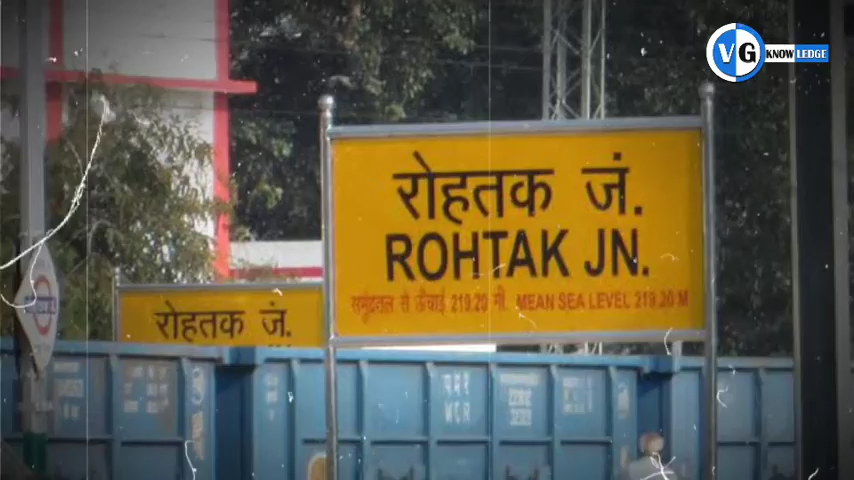 VG KNOWLEDGE
रोहतक जं.
ROHTAK JN.
समुंद्रतल से ऊँचाई 219.20 मी. MEAN SEA LEVEL 219.20 M
रोहतक जं.
WCR